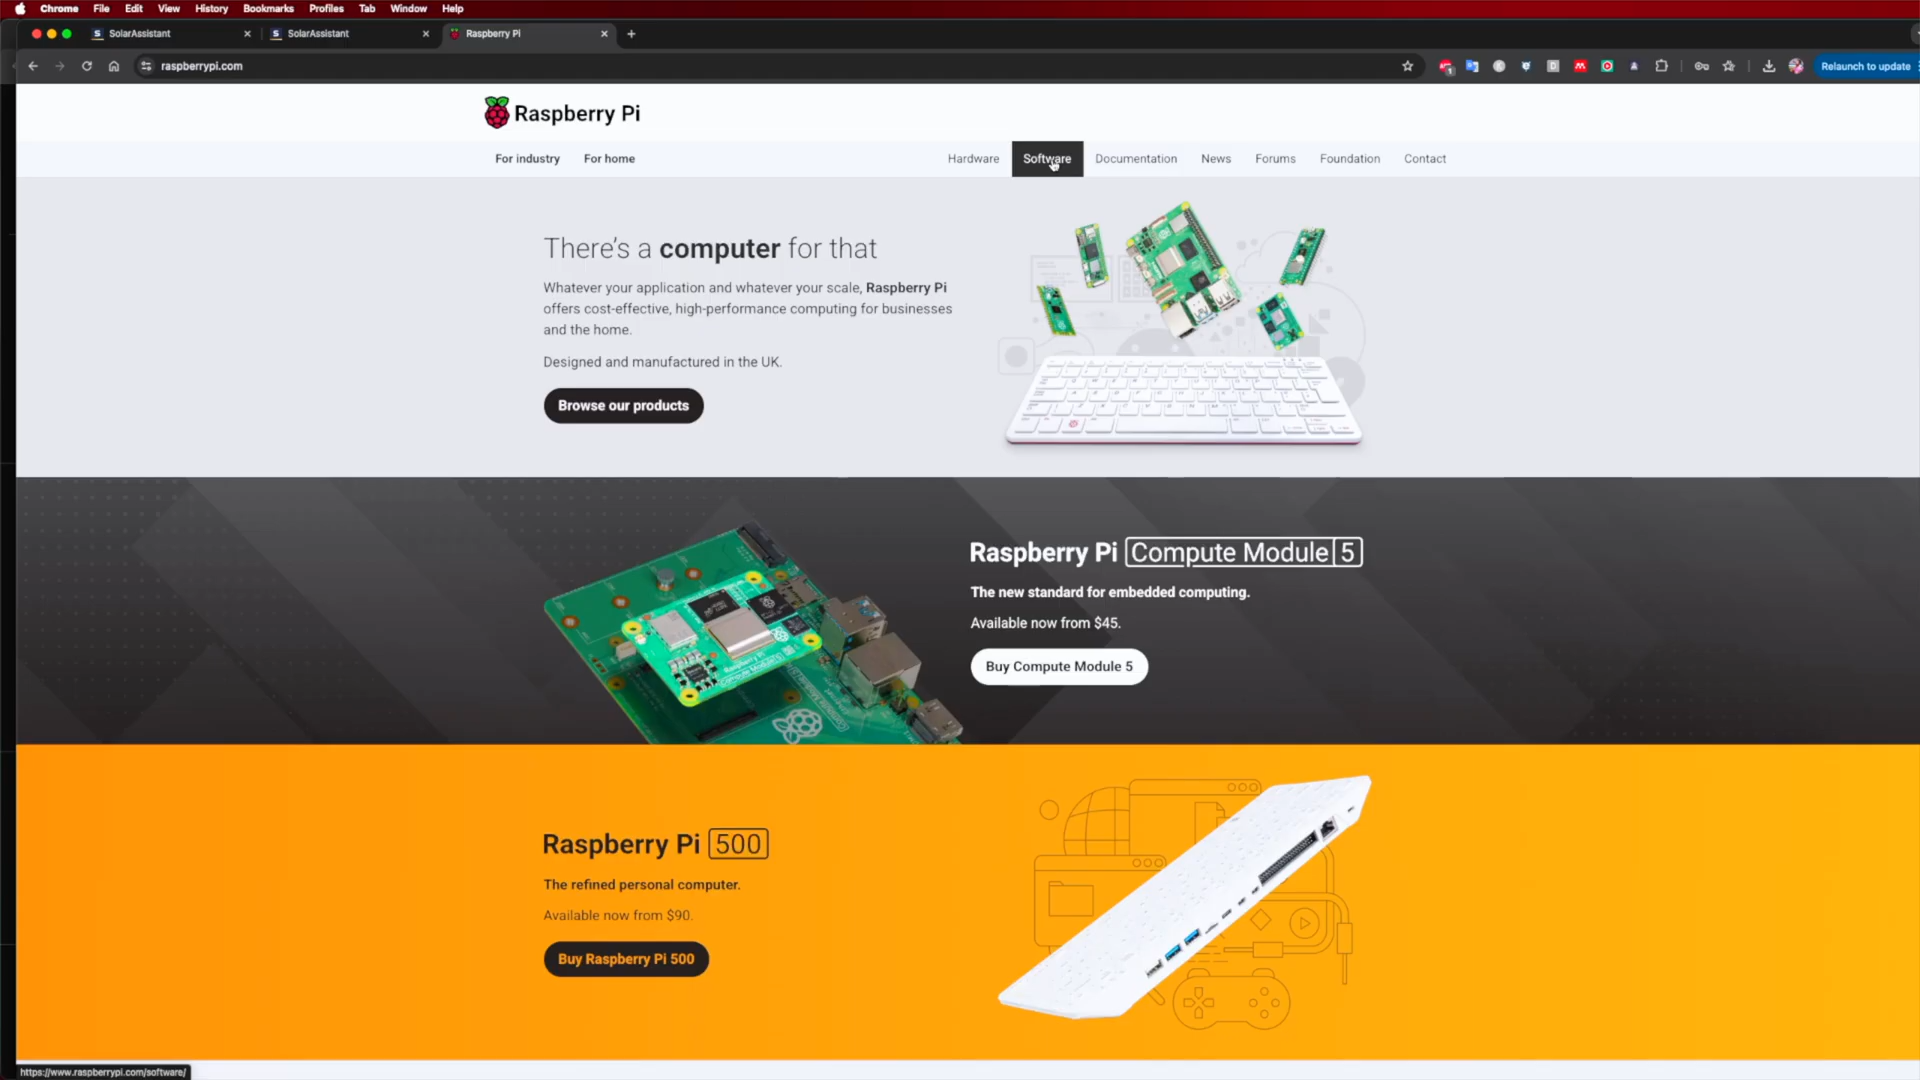 Chrome File Edit View History Bookmarks Profiles Tab Window Help
SolarAssistant SolarAssistant Raspberry Pi
raspberrypi.com
Relaunch to update
Raspberry Pi
For industry For home Hardware Software Documentation News Forums Foundation Contact
There's a computer for that
Whatever your application and whatever your scale, Raspberry Pi
offers cost-effective, high-performance computing for businesses
and the home.
Designed and manufactured in the UK.
Browse our products
Raspberry Pi Compute Module 5
The new standard for embedded computing.
Available now from $45.
Buy Compute Module 5
Raspberry Pi
Compute Module 5
Raspberry Pi 500
The refined personal computer.
Available now from $90.
Buy Raspberry Pi 500
https://www.raspberrypi.com/software/